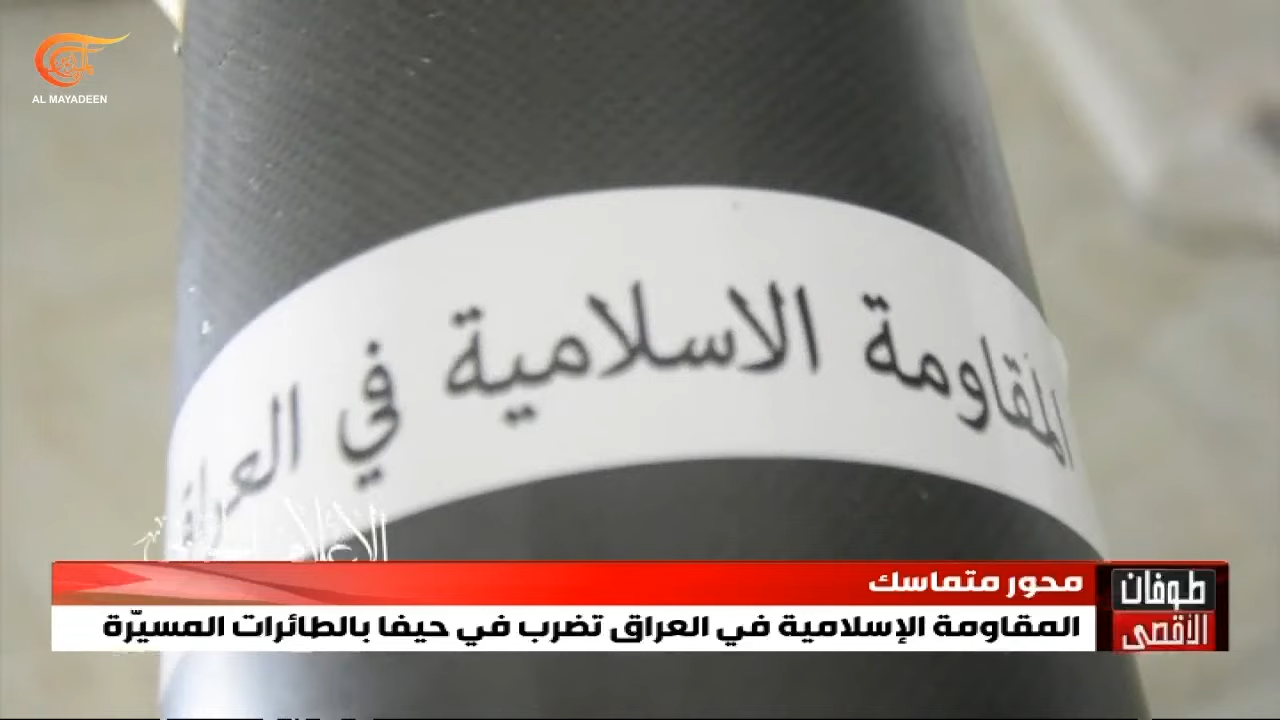 AL MAYADEEN
المقاومة الاسلامية في العراق
محور متماسك
المقاومة الإسلامية في العراق تضرب في حيفا بالطائرات المسيّرة
طوفان
الأقصى